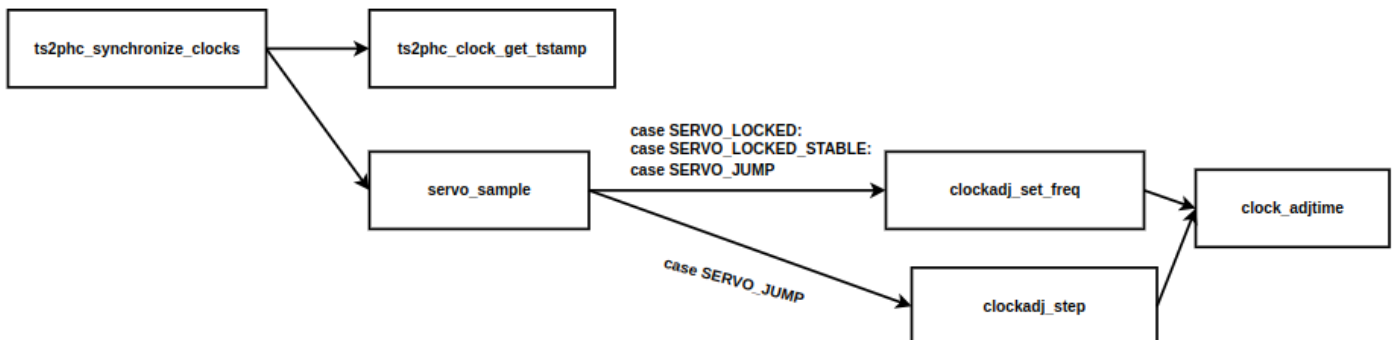 ts2phc_synchronize_clocks
ts2phc_clock_get_tstamp
case SERVO_LOCKED:
case SERVO_LOCKED_STABLE:
case SERVO_JUMP
servo_sample
clockadj_set_freq
clock_adjtime
case SERVO_JUMP
clockadj_step